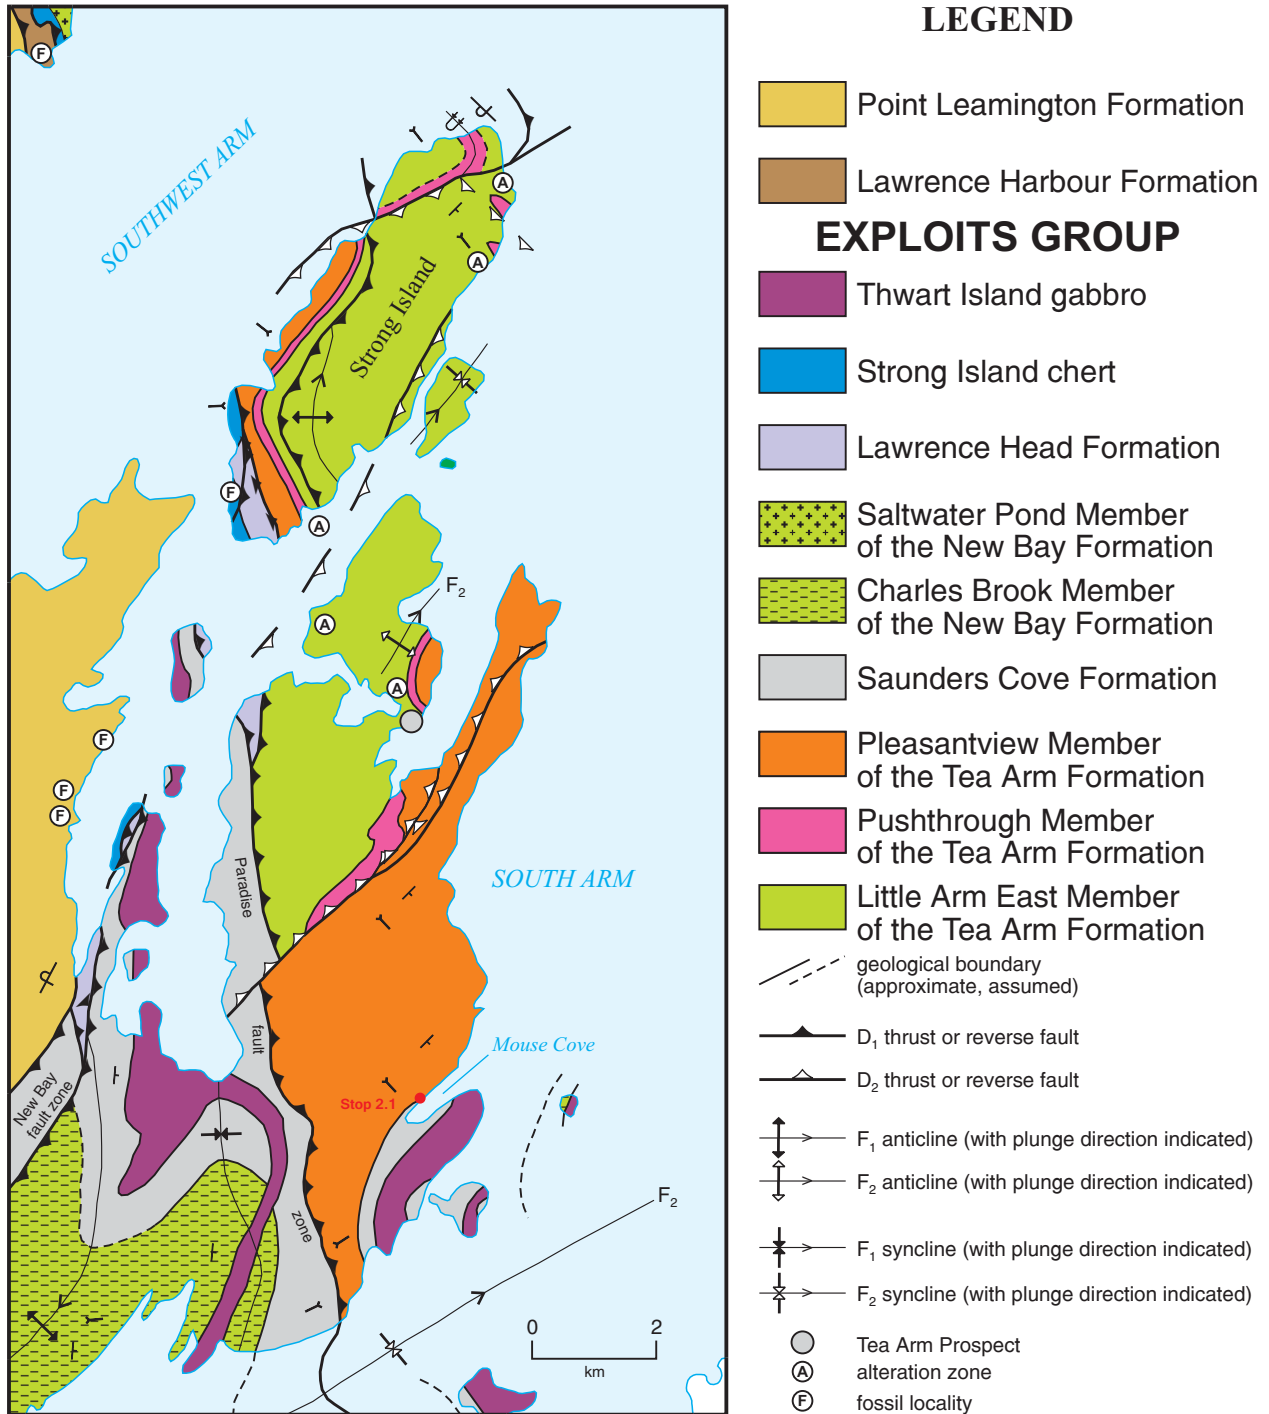 LEGEND
Point Leamington Formation
Lawrence Harbour Formation
EXPLOITS GROUP
Thwart Island gabbro
Strong Island chert
Lawrence Head Formation
Saltwater Pond Member
of the New Bay Formation
Charles Brook Member
of the New Bay Formation
Saunders Cove Formation
Pleasantview Member
of the Tea Arm Formation
Pushthrough Member
of the Tea Arm Formation
Little Arm East Member
of the Tea Arm Formation
geological boundary
(approximate, assumed)
D1 thrust or reverse fault
D2 thrust or reverse fault
F1 anticline (with plunge direction indicated)
F2 anticline (with plunge direction indicated)
F1 syncline (with plunge direction indicated)
F2 syncline (with plunge direction indicated)
Tea Arm Prospect
A alteration zone
F fossil locality
F
SOUTHWEST ARM
A
A
Strong Island
F
A
F2
A
A
F
F
F
Paradise
fault
zone
SOUTH ARM
Mouse Cove
Stop 2.1
New Bay
fault zone
F2
0 2
km